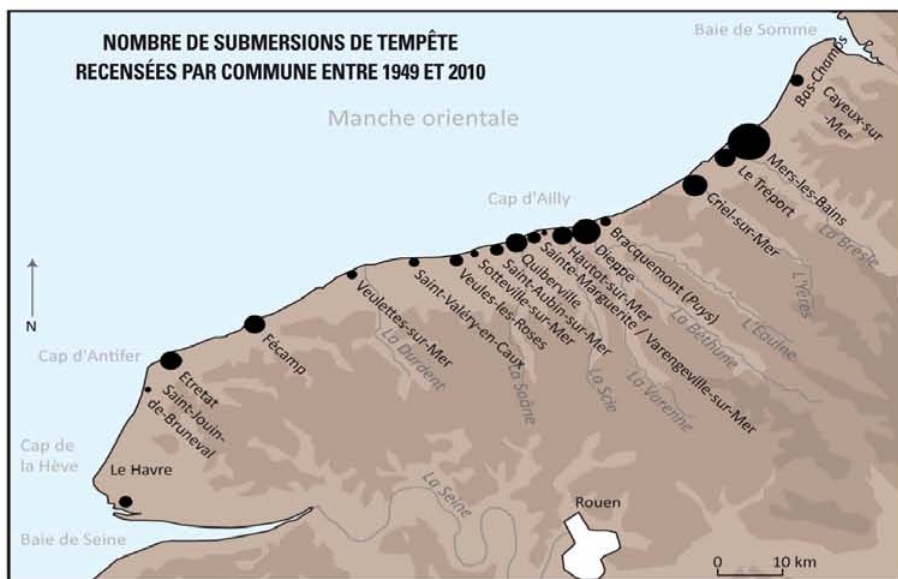 NOMBRE DE SUBMERSIONS DE TEMPÊTE
RECENSÉES PAR COMMUNE ENTRE 1949 ET 2010
Baie de Somme
Manche orientale
Bas-Champs
Cayeux-sur
-Mer
Mers-les-Bains
La Bresle
Le Tréport
Criel-sur-Mer
L'Yères
Cap d'Ailly
Bracquemont (Puys)
L'Eaulne
Dieppe
La Béthune
Hautot-sur-Mer
Sainte-Marguerite / Varengeville-sur-Mer
La Varenne
Quiberville
La Scie
Saint-Aubin-sur-Mer
Sotteville-sur-Mer
La Saâne
Veules-les-Roses
Saint-Valéry-en-Caux
Veulettes-sur-Mer
La Durdent
N
Fécamp
Cap d'Antifer
Etretat
Saint-Jouin-
de-Bruneval
Cap de
la Hève
Le Havre
La Seine
Rouen
Baie de Seine
0 10 km